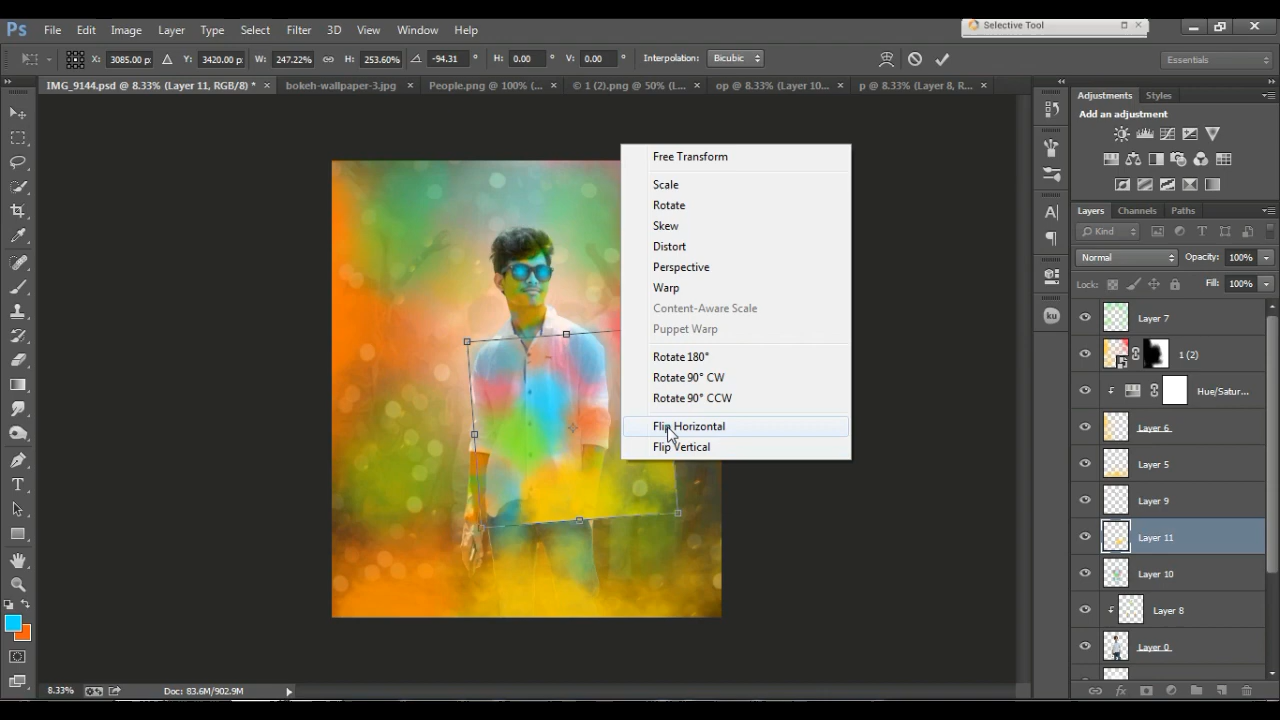 Ps File Edit Image Layer Type Select Filter 3D View Window Help
Selective Tool
X: 3085.00 p: Y: 3420.00 p: W: 247.22% H: 253.60% -94.31 ° H: 0.00 ° V: 0.00 ° Interpolation: Bicubic Essentials
IMG_9144.psd @ 8.33% (Layer 11, RGB/8) * × bokeh-wallpaper-3.jpg × People.png @ 100% (... × © 1 (2).png @ 50% (L... × op @ 8.33% (Layer 10... × p @ 8.33% (Layer 8, R... ×
Adjustments Styles
Add an adjustment
Free Transform
Scale
Rotate
Skew
Distort
Perspective
Warp
Content-Aware Scale
Puppet Warp
Rotate 180°
Rotate 90° CW
Rotate 90° CCW
Flip Horizontal
Flip Vertical
Layers Channels Paths
Kind
Normal Opacity: 100%
Lock: Fill: 100%
Layer 7
1 (2)
Hue/Satur...
Layer 6
Layer 5
Layer 9
Layer 11
Layer 10
Layer 8
Layer 0
ku
8.33% Doc: 83.6M/902.9M